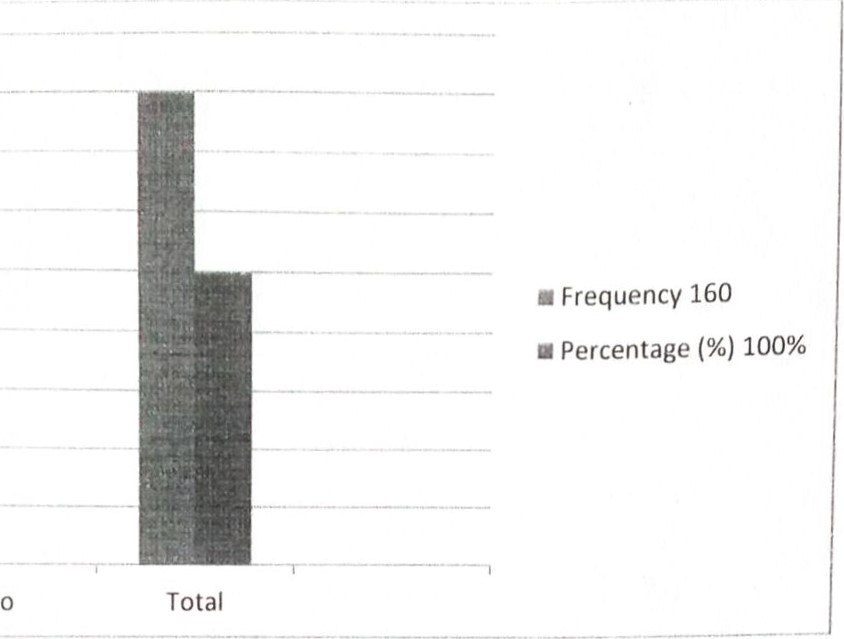 Frequency 160
Percentage (%) 100%
o Total